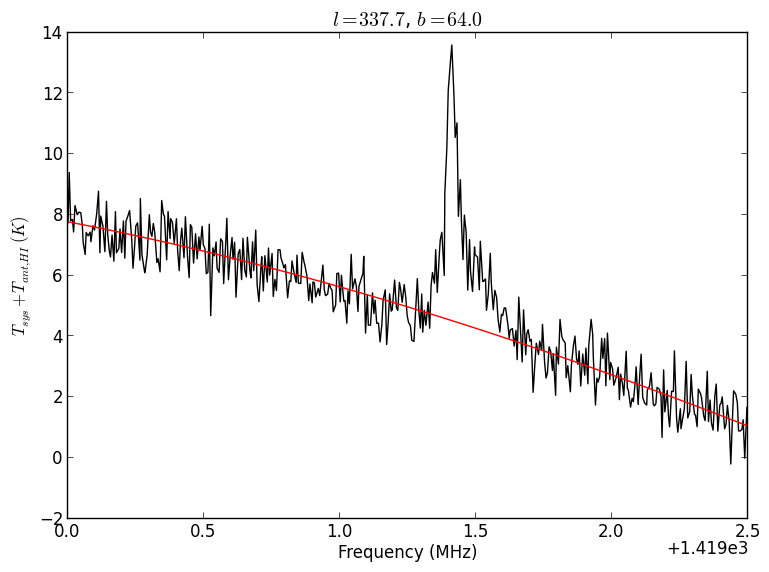 l = 337.7, b = 64.0
14
12
10
8
6
4
2
0
−2
T_sys + T_ant,HI (K)
0.0 0.5 1.0 1.5 2.0 2.5
Frequency (MHz)
+1.419e3